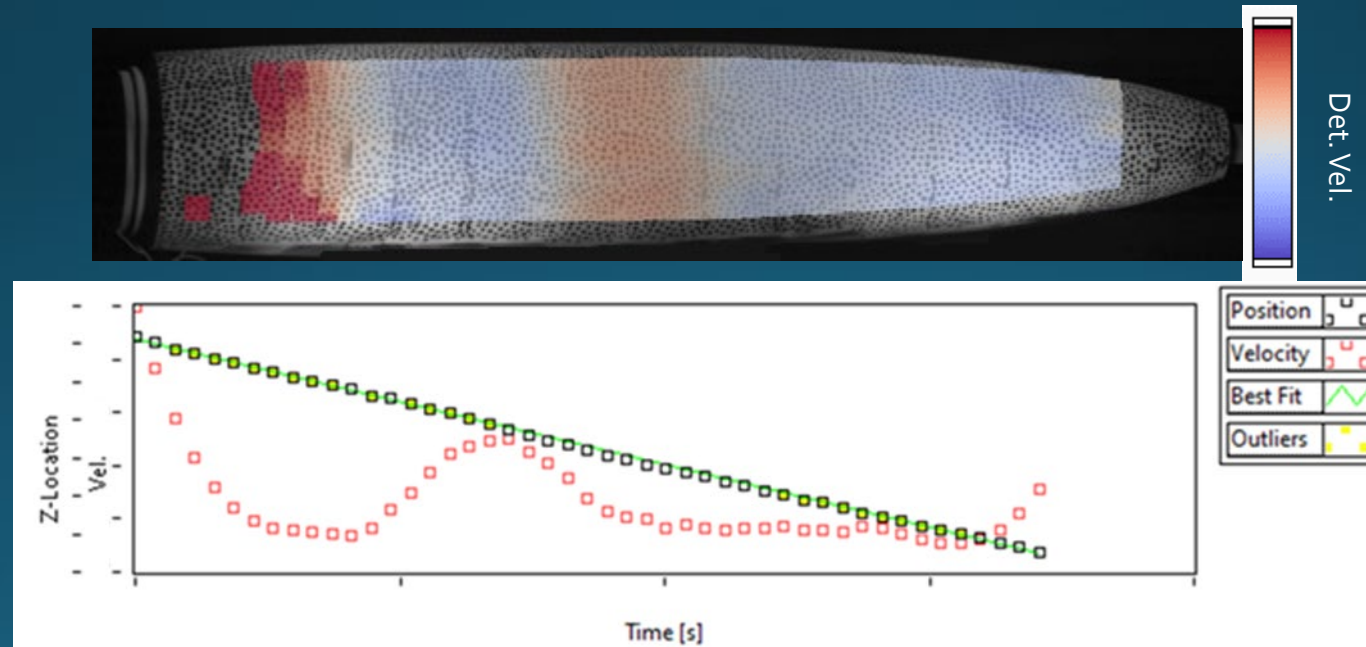 Det. Vel.
Position
Velocity
Best Fit
Outliers
Z-Location
Vel.
Time [s]